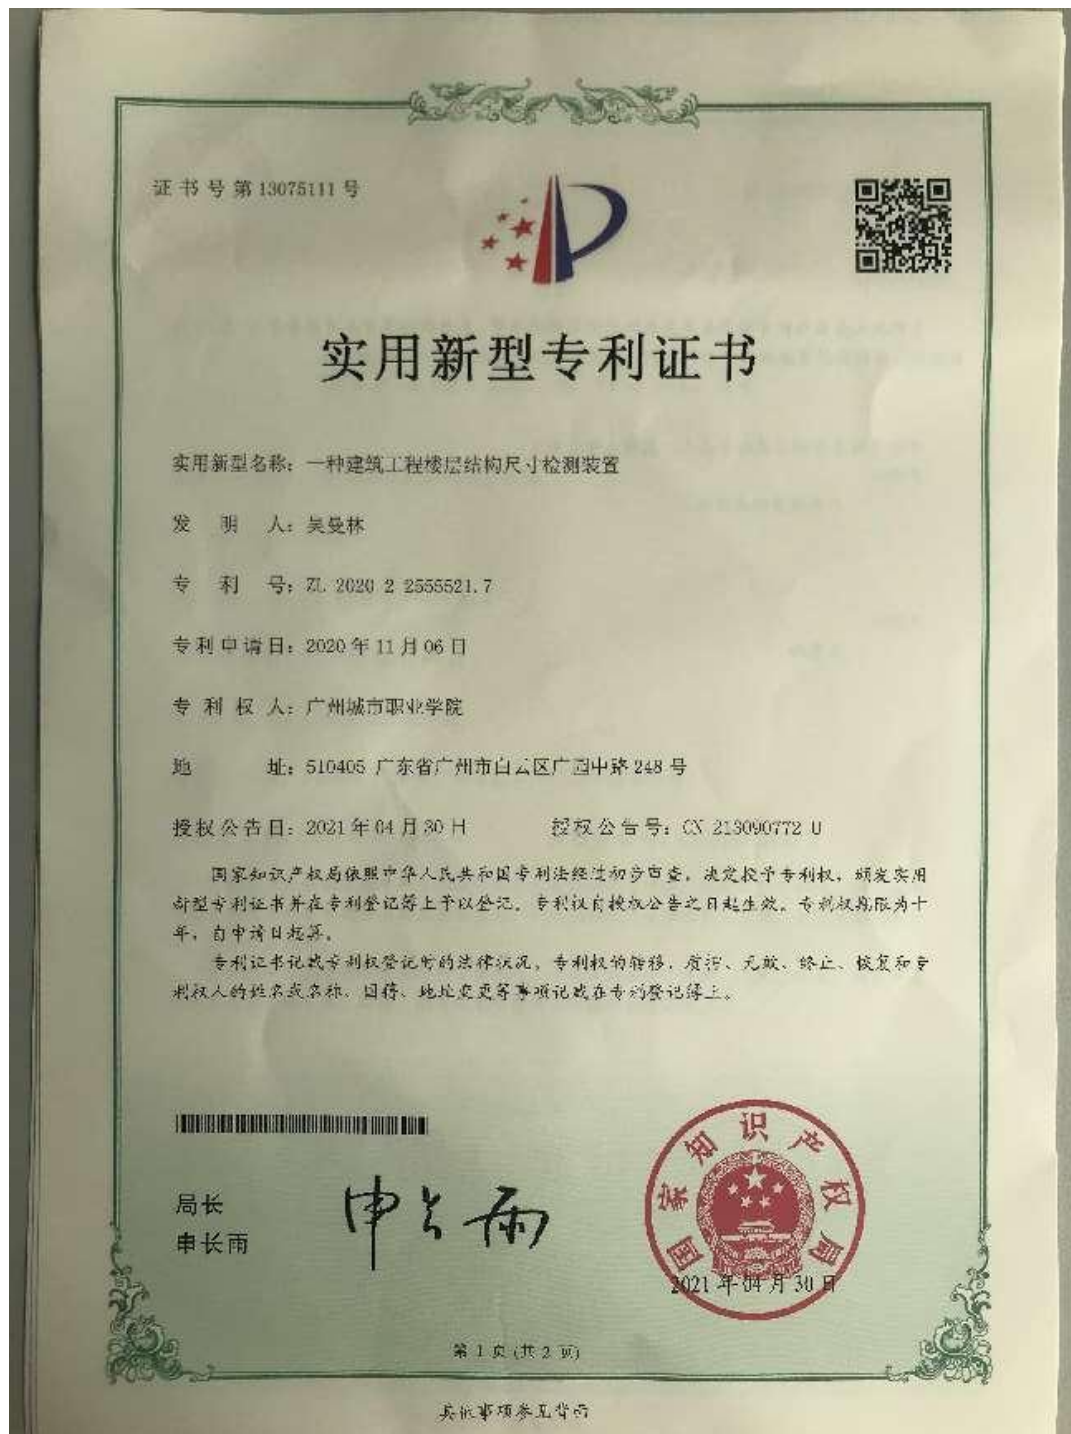 证书号第13075111号
实用新型专利证书
实用新型名称：一种建筑工程楼层结构尺寸检测装置
发明人：吴曼林
专利号：ZL 2020 2 2555521.7
专利申请日：2020年11月06日
专利权人：广州城市职业学院
地址：510405 广东省广州市白云区广园中路248号
授权公告日：2021年04月30日 授权公告号：CN 213090772 U
国家知识产权局依照中华人民共和国专利法经过初步审查，决定授予专利权，颁发实用
新型专利证书并在专利登记簿上予以登记。专利权自授权公告之日起生效。专利权期限为十
年，自申请日起算。
专利证书记载专利权登记时的法律状况。专利权的转移、质押、无效、终止、恢复和专
利权人的姓名或名称、国籍、地址变更等事项记载在专利登记簿上。
局长
申长雨
申长雨
国家知识产权局
2021年04月30日
第1页(共2页)
其他事项参见背面